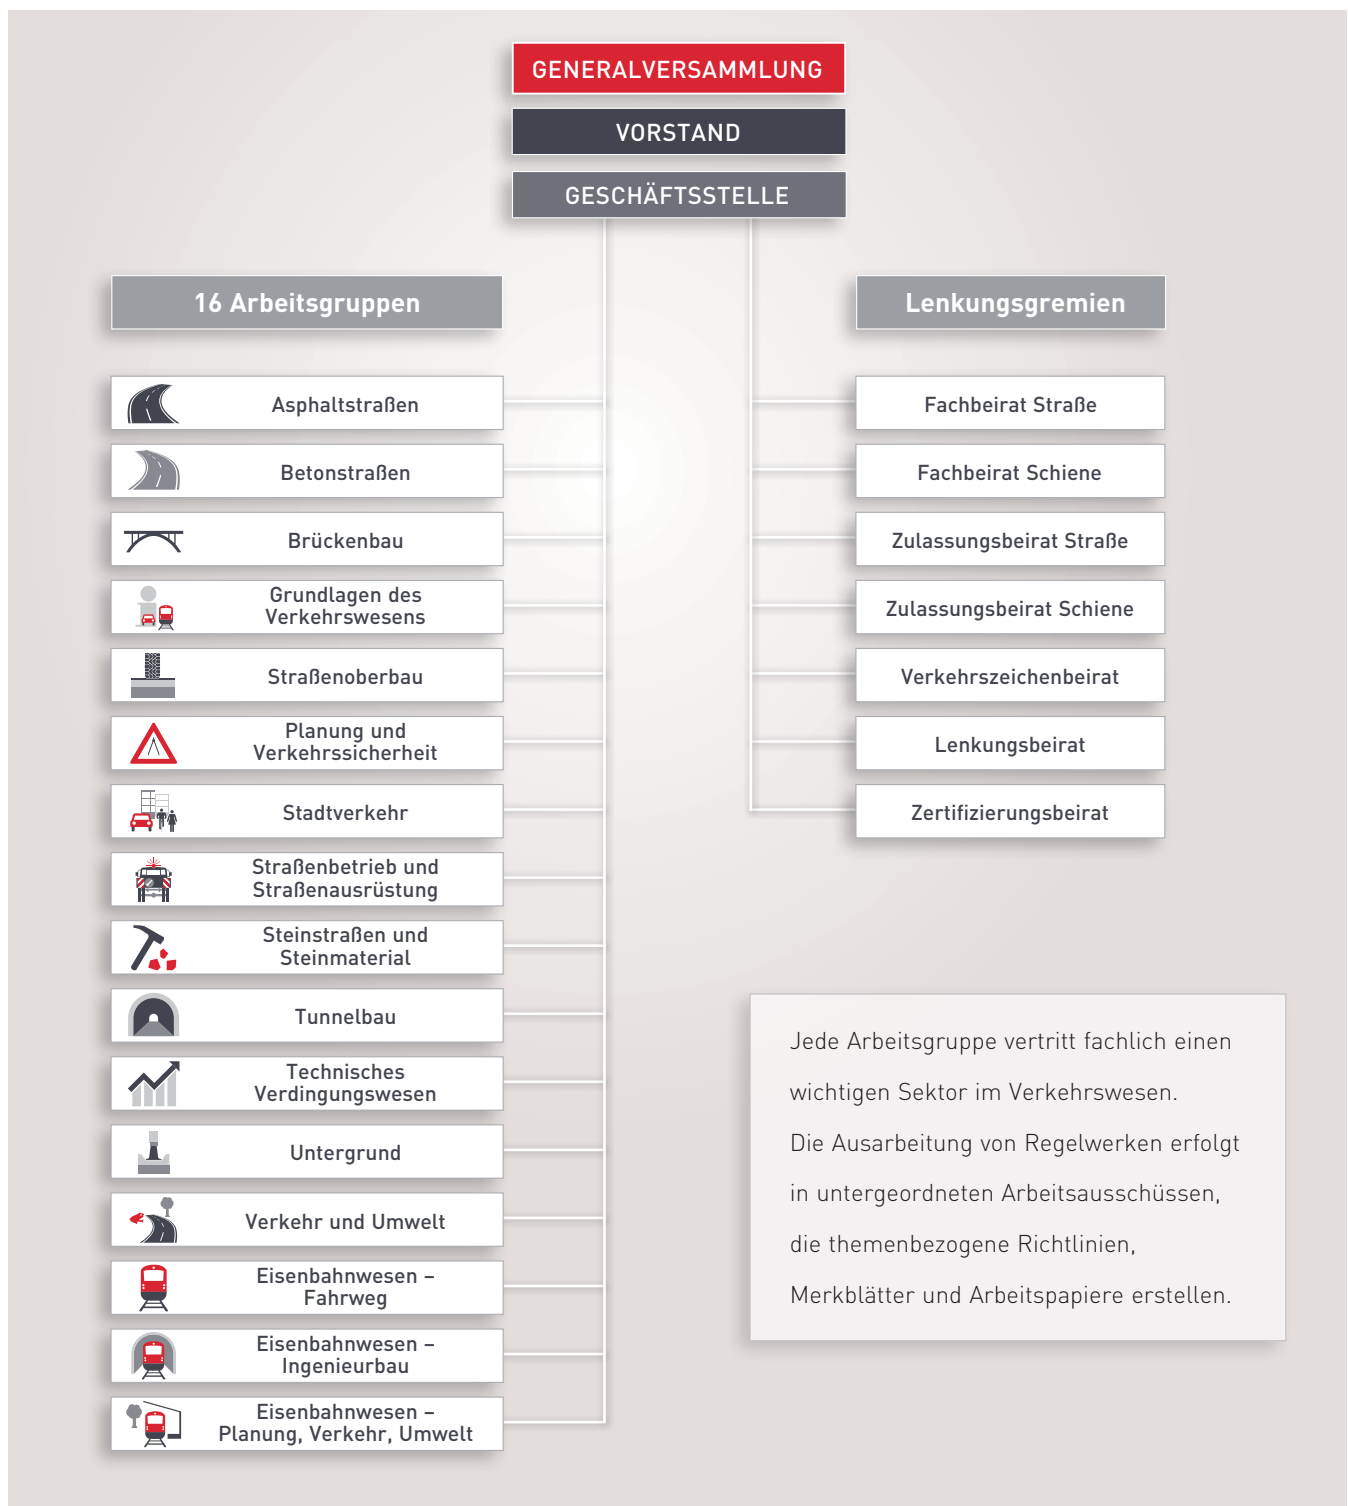 GENERALVERSAMMLUNG
VORSTAND
GESCHÄFTSSTELLE
16 Arbeitsgruppen
Asphaltstraßen
Betonstraßen
Brückenbau
Grundlagen des
Verkehrswesens
Straßenoberbau
Planung und
Verkehrssicherheit
Stadtverkehr
Straßenbetrieb und
Straßenausrüstung
Steinstraßen und
Steinmaterial
Tunnelbau
Technisches
Verdingungswesen
Untergrund
Verkehr und Umwelt
Eisenbahnwesen –
Fahrweg
Eisenbahnwesen –
Ingenieurbau
Eisenbahnwesen –
Planung, Verkehr, Umwelt
Lenkungsgremien
Fachbeirat Straße
Fachbeirat Schiene
Zulassungsbeirat Straße
Zulassungsbeirat Schiene
Verkehrszeichenbeirat
Lenkungsbeirat
Zertifizierungsbeirat
Jede Arbeitsgruppe vertritt fachlich einen
wichtigen Sektor im Verkehrswesen.
Die Ausarbeitung von Regelwerken erfolgt
in untergeordneten Arbeitsausschüssen,
die themenbezogene Richtlinien,
Merkblätter und Arbeitspapiere erstellen.